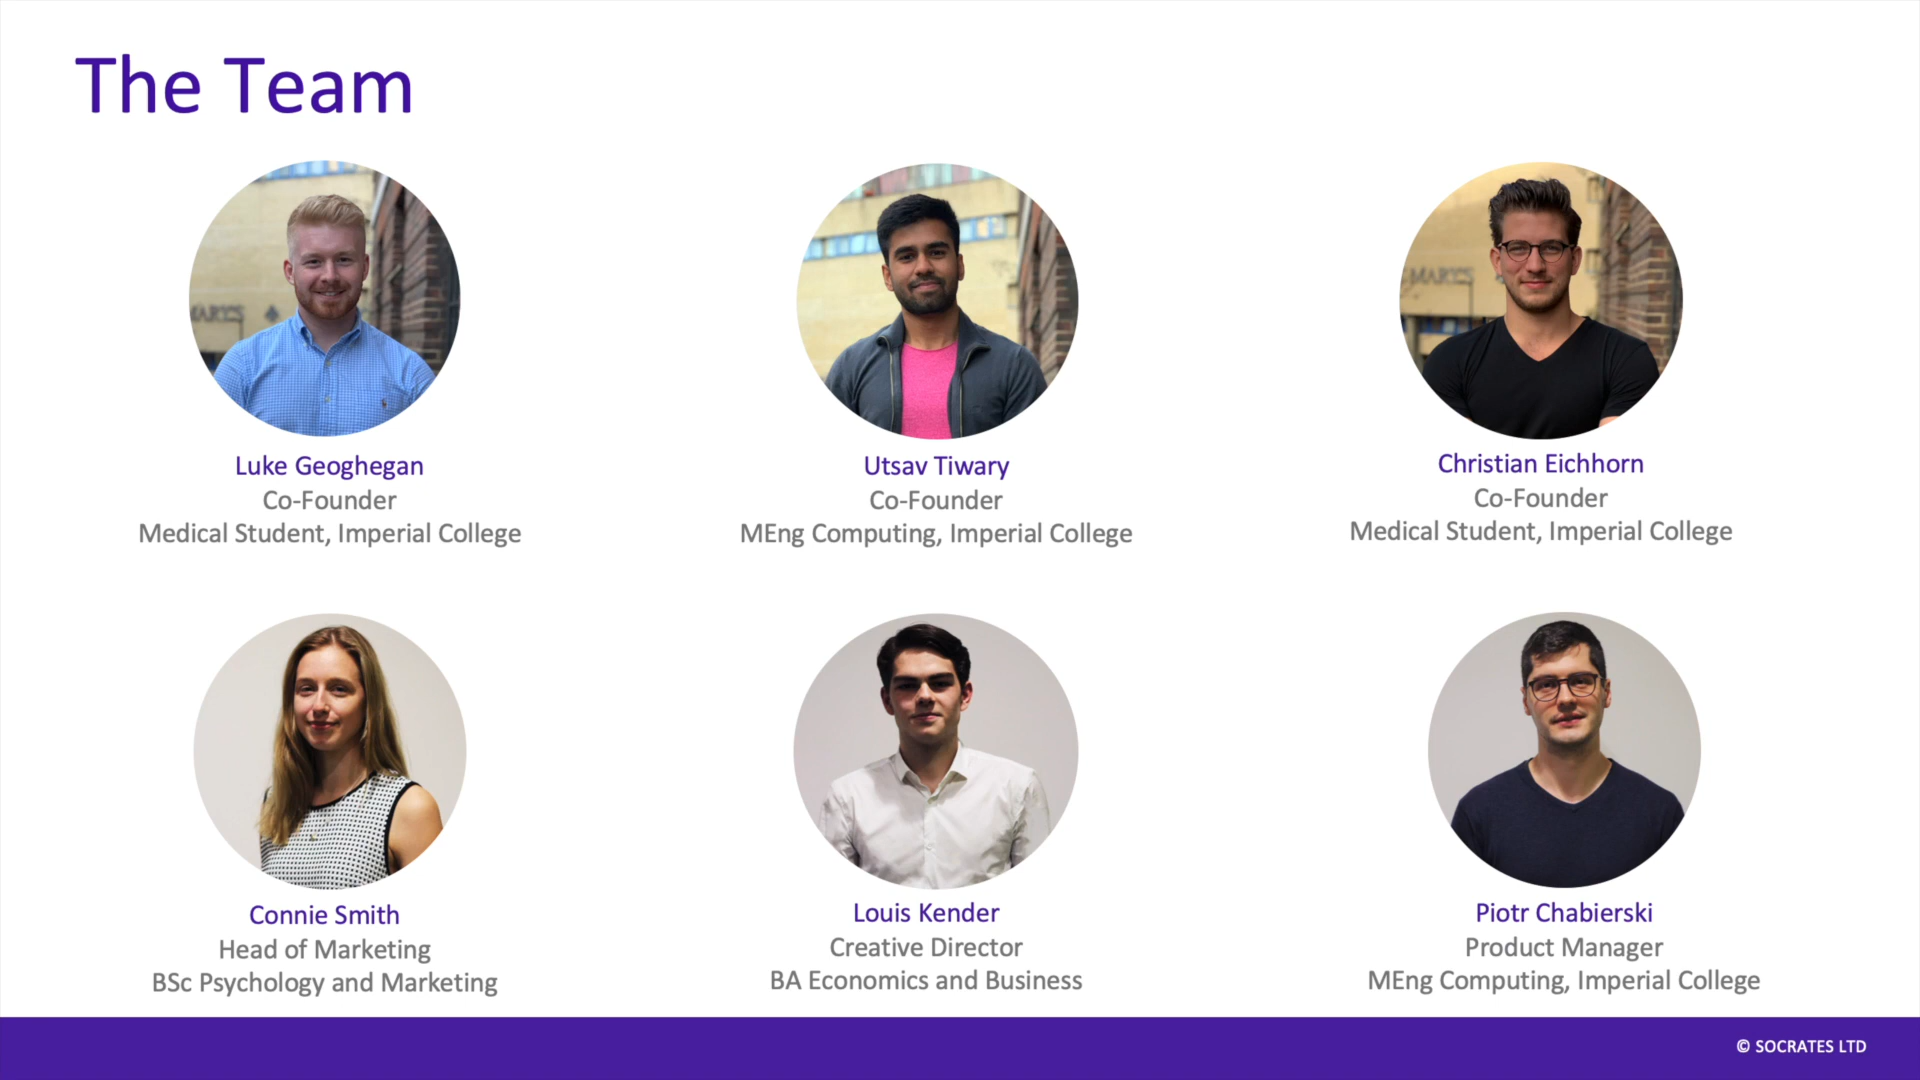 The Team
Luke Geoghegan
Co-Founder
Medical Student, Imperial College
Utsav Tiwary
Co-Founder
MEng Computing, Imperial College
MARY'S
Christian Eichhorn
Co-Founder
Medical Student, Imperial College
Connie Smith
Head of Marketing
BSc Psychology and Marketing
Louis Kender
Creative Director
BA Economics and Business
Piotr Chabierski
Product Manager
MEng Computing, Imperial College
© SOCRATES LTD